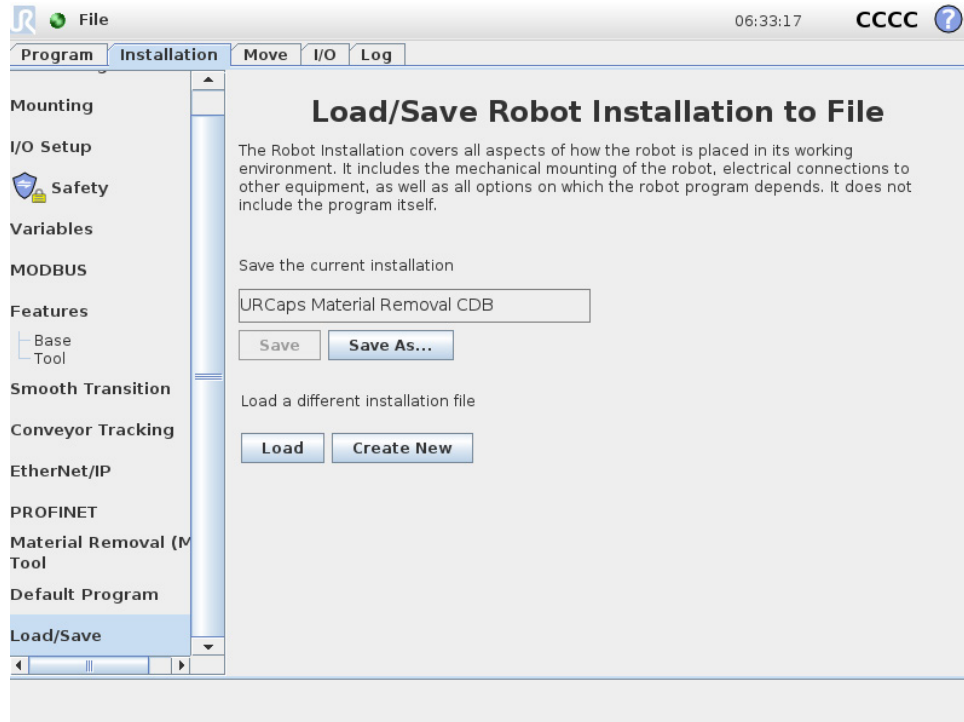 File
06:33:17
CCCC
?
Program Installation Move I/O Log
Mounting
I/O Setup
Safety
Variables
MODBUS
Features
Base
Tool
Smooth Transition
Conveyor Tracking
EtherNet/IP
PROFINET
Material Removal (M
Tool
Default Program
Load/Save
Load/Save Robot Installation to File
The Robot Installation covers all aspects of how the robot is placed in its working
environment. It includes the mechanical mounting of the robot, electrical connections to
other equipment, as well as all options on which the robot program depends. It does not
include the program itself.
Save the current installation
URCaps Material Removal CDB
Save Save As...
Load a different installation file
Load Create New